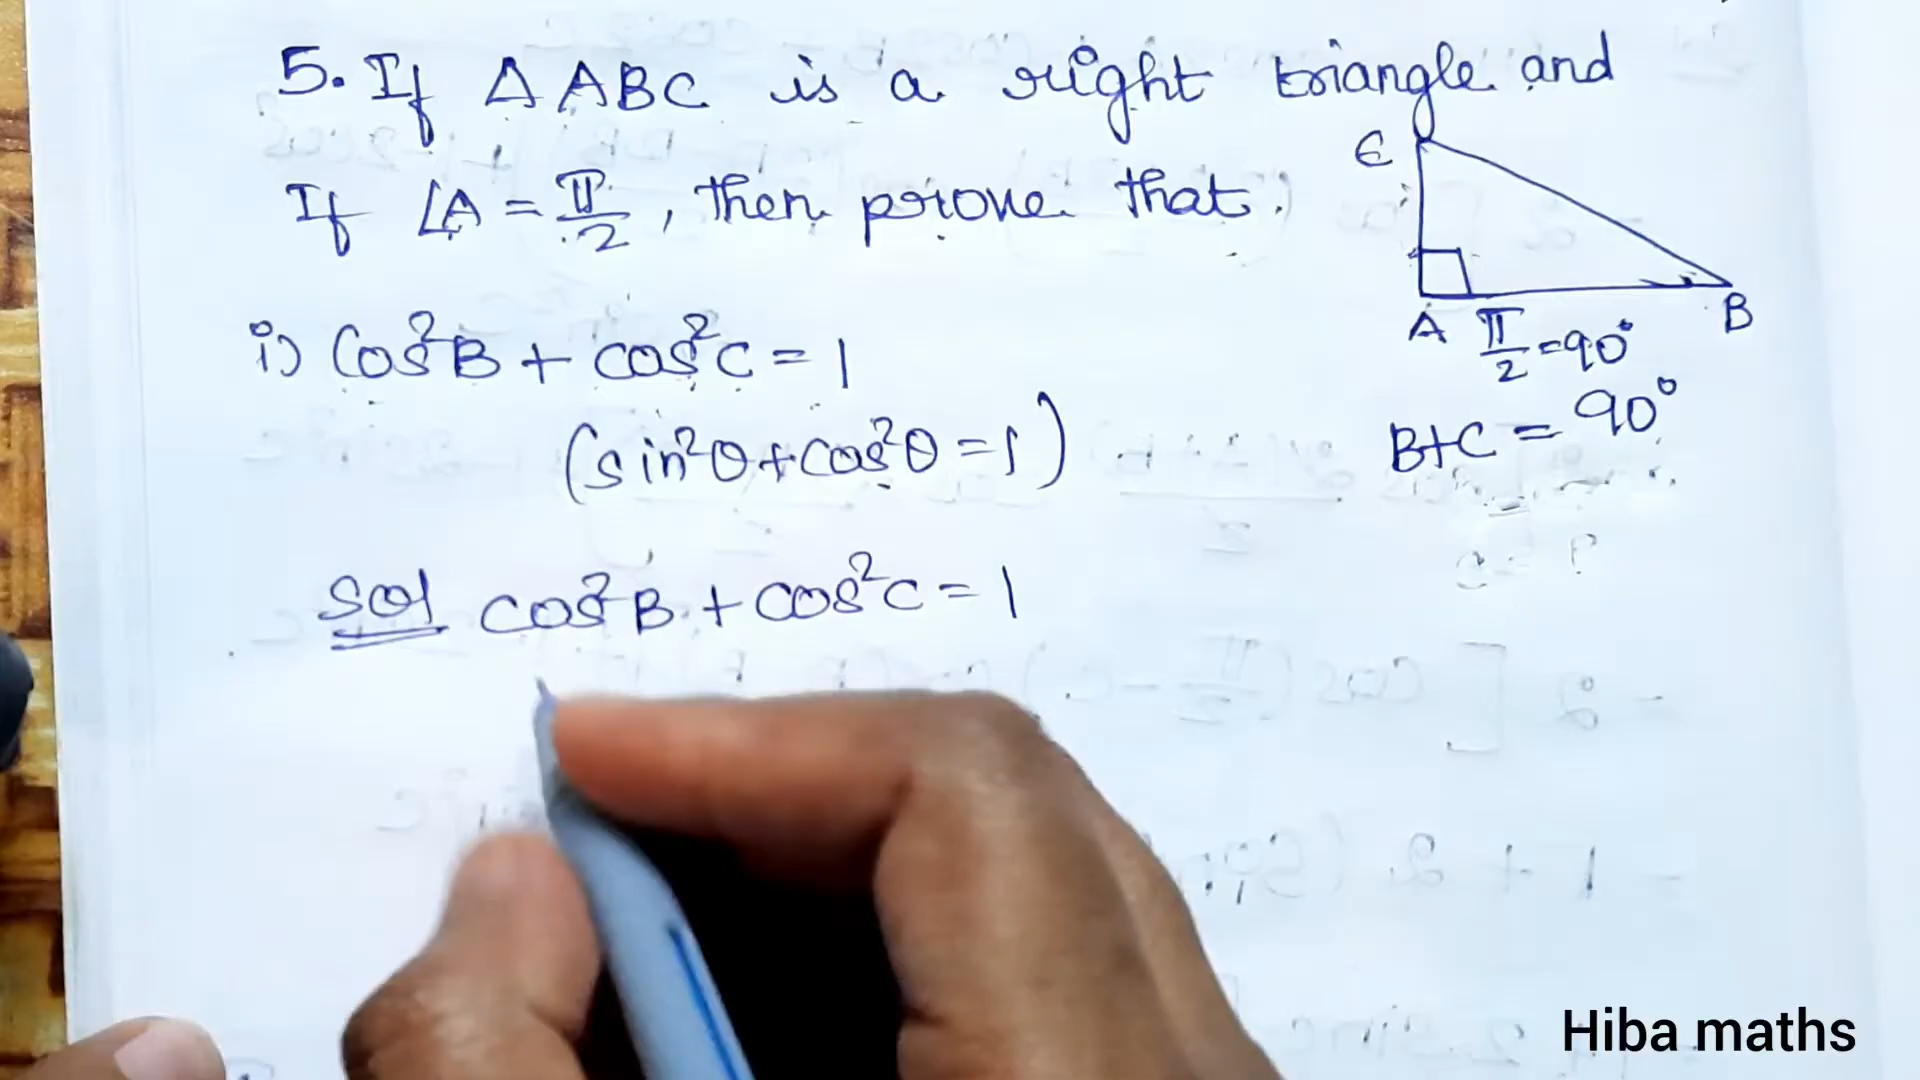 5. If Δ ABC is a right triangle and
If ∠A = π/2, then prove that
i) Cos²B + cos²C = 1
(sin²θ + cos²θ = 1)
C
A
B
π/2 = 90°
B+C = 90°
Sol cos²B + cos²C = 1
Hiba maths